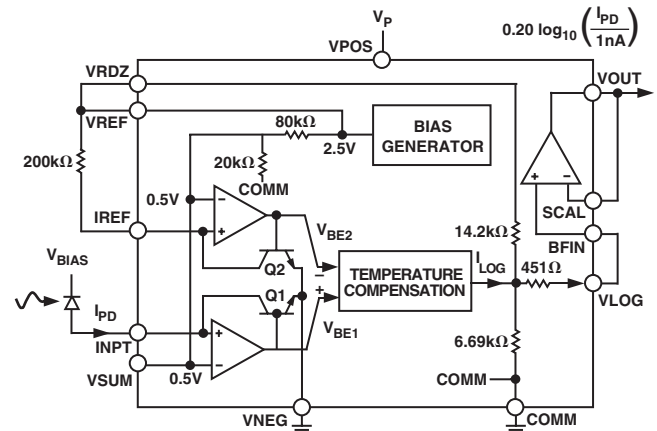 V_P
0.20 log₁₀ (I_PD / 1nA)
VPOS
VRDZ
VOUT
VREF
80kΩ
BIAS
GENERATOR
2.5V
20kΩ
200kΩ
COMM
0.5V
SCAL
IREF
V_BE2
14.2kΩ
BFIN
V_BIAS
Q2
TEMPERATURE
COMPENSATION
I_LOG
451Ω
VLOG
Q1
I_PD
V_BE1
INPT
6.69kΩ
VSUM
0.5V
COMM
VNEG
COMM